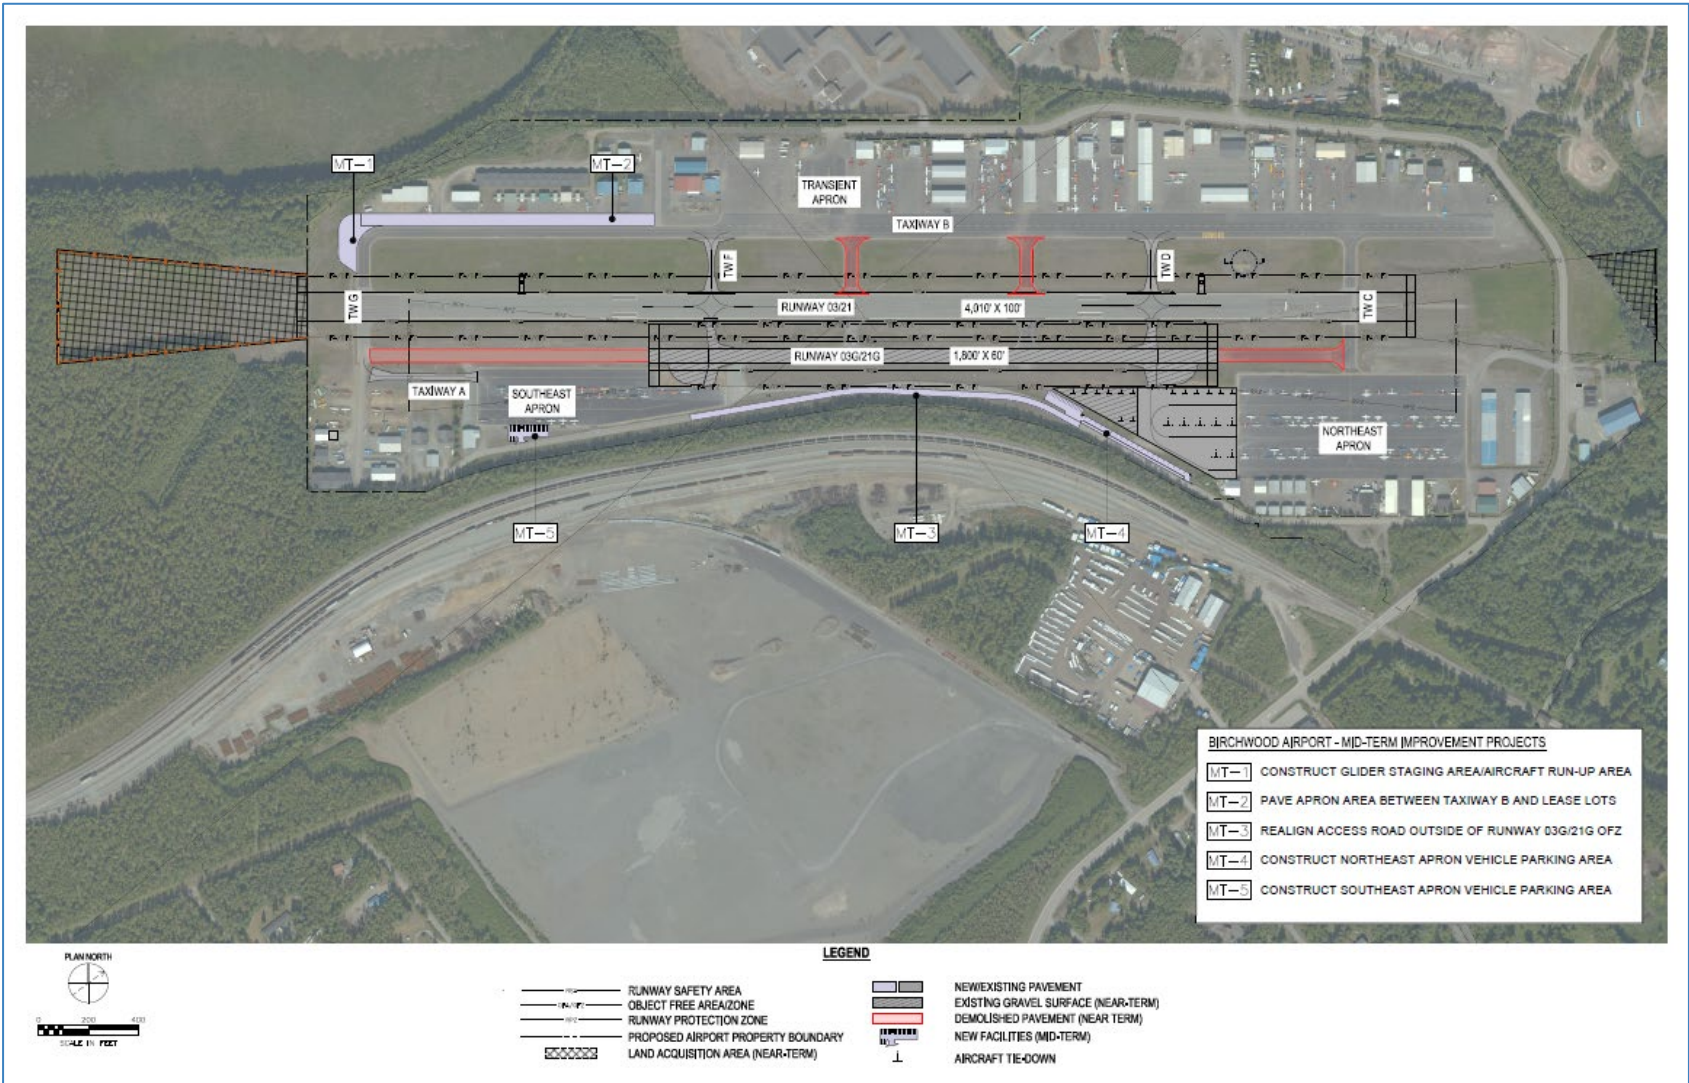 MT-1
MT-2
TRANSIENT
APRON
TAXIWAY B
TW F
TW D
TW G
TW C
RUNWAY 03/21
4,010' X 100'
RUNWAY 03G/21G
1,800' X 60'
TAXIWAY A
SOUTHEAST
APRON
NORTHEAST
APRON
MT-5
MT-3
MT-4
BIRCHWOOD AIRPORT - MID-TERM IMPROVEMENT PROJECTS
MT-1 CONSTRUCT GLIDER STAGING AREA/AIRCRAFT RUN-UP AREA
MT-2 PAVE APRON AREA BETWEEN TAXIWAY B AND LEASE LOTS
MT-3 REALIGN ACCESS ROAD OUTSIDE OF RUNWAY 03G/21G OFZ
MT-4 CONSTRUCT NORTHEAST APRON VEHICLE PARKING AREA
MT-5 CONSTRUCT SOUTHEAST APRON VEHICLE PARKING AREA
PLAN NORTH
0 200 400
SCALE IN FEET
LEGEND
RUNWAY SAFETY AREA
OBJECT FREE AREA/ZONE
RUNWAY PROTECTION ZONE
PROPOSED AIRPORT PROPERTY BOUNDARY
LAND ACQUISITION AREA (NEAR-TERM)
NEW/EXISTING PAVEMENT
EXISTING GRAVEL SURFACE (NEAR-TERM)
DEMOLISHED PAVEMENT (NEAR TERM)
NEW FACILITIES (MID-TERM)
AIRCRAFT TIE-DOWN